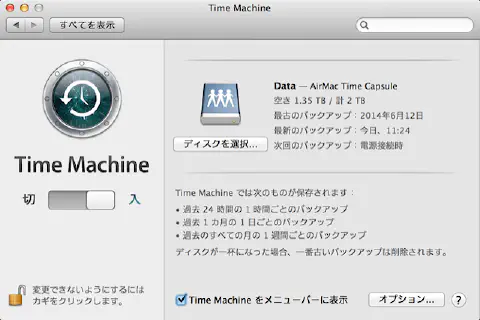 Time Machine
すべてを表示
Data — AirMac Time Capsule
空き 1.35 TB / 計 2 TB
最古のバックアップ：2014年6月12日
最新のバックアップ：今日、11:24
次回のバックアップ：電源接続時
ディスクを選択...
Time Machine
切 入
Time Machine では次のものが保存されます：
• 過去 24 時間の 1 時間ごとのバックアップ
• 過去 1 カ月の 1 日ごとのバックアップ
• 過去のすべての月の 1 週間ごとのバックアップ
ディスクが一杯になった場合、一番古いバックアップは削除されます。
変更できないようにするには
カギをクリックします。
Time Machine をメニューバーに表示
オプション...
?